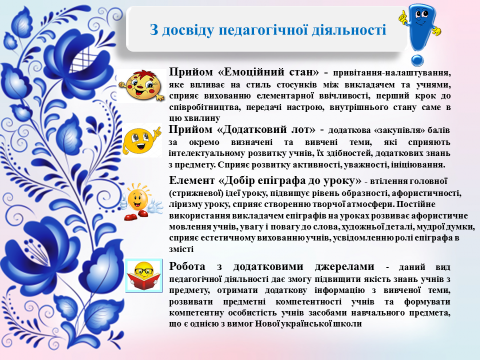 З досвіду педагогічної діяльності
Прийом «Емоційний стан» - привітання-налаштування,
яке впливає на стиль стосунків між викладачем та учнями,
сприяє вихованню елементарної ввічливості, перший крок до
співробітництва, передачі настрою, внутрішнього стану саме в
цю хвилину
Прийом «Додатковий лот» - додаткова «закупівля» балів
за окремо визначені та вивчені теми, які сприяють
інтелектуальному розвитку учнів, їх здібностей, додаткових знань
з предмету. Сприяє розвитку активності, уважності, ініціювання.
Елемент «Добір епіграфа до уроку» - втілення головної
(стрижневої) ідеї уроку, підвищує рівень образності, афористичності,
ліризму уроку, сприяє створенню творчої атмосфери. Постійне
використання викладачем епіграфів на уроках розвиває афористичне
мовлення учнів, увагу і повагу до слова, художньої деталі, мудрої думки,
сприяє естетичному вихованню учнів, усвідомленню ролі епіграфа в
змісті
Робота з додатковими джерелами - даний вид
педагогічної діяльності дає змогу підвищити якість знань учнів з
предмету, отримати додаткову інформацію з вивченої теми,
розвивати предметні компетентності учнів та формувати
компетентну особистість учнів засобами навчального предмета,
що є однією з вимог Нової української школи